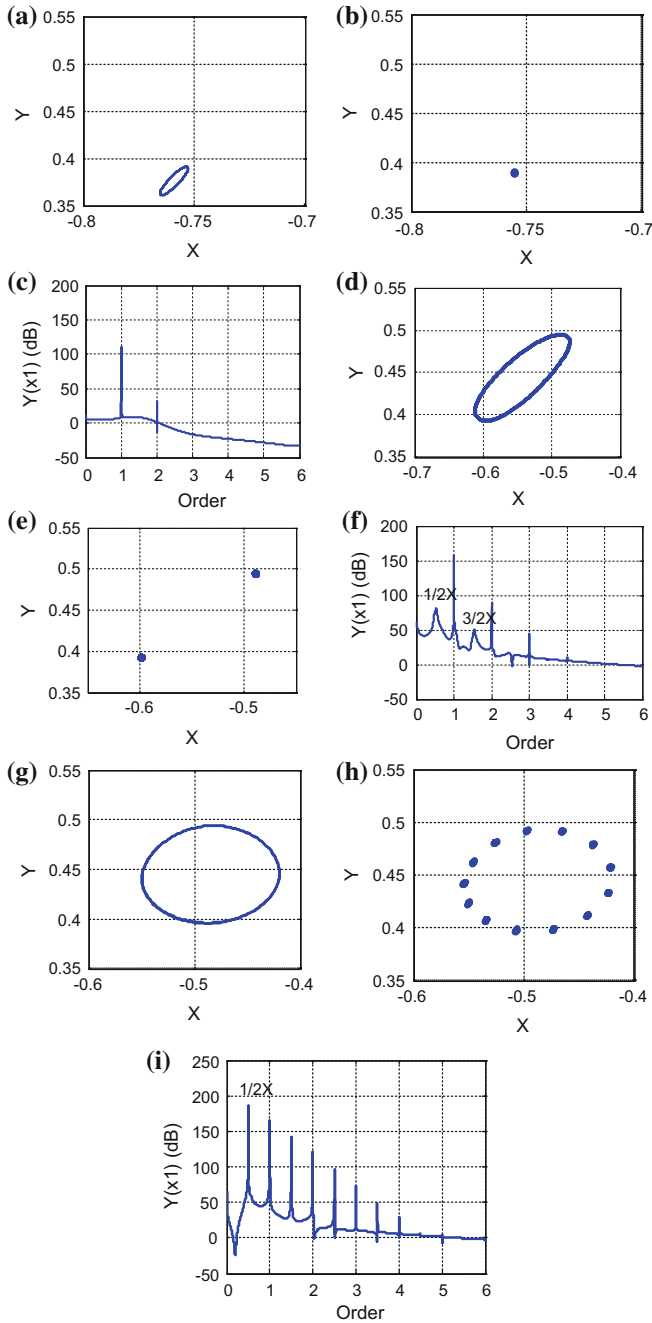 (a)
0.55
0.5
0.45
0.4
0.35
Y
-0.8
-0.75
-0.7
X
(b)
0.55
0.5
0.45
0.4
0.35
Y
-0.8
-0.75
-0.7
X
(c)
200
150
100
50
0
-50
Y(x1) (dB)
0 1 2 3 4 5 6
Order
(d)
0.55
0.5
0.45
0.4
0.35
Y
-0.7
-0.6
-0.5
-0.4
X
(e)
0.55
0.5
0.45
0.4
0.35
Y
-0.6
-0.5
X
(f)
200
150
100
50
0
-50
Y(x1) (dB)
1/2X
3/2X
0 1 2 3 4 5 6
Order
(g)
0.55
0.5
0.45
0.4
0.35
Y
-0.6
-0.5
-0.4
X
(h)
0.55
0.5
0.45
0.4
0.35
Y
-0.6
-0.5
-0.4
X
(i)
250
200
150
100
50
0
-50
Y(x1) (dB)
1/2X
0 1 2 3 4 5 6
Order